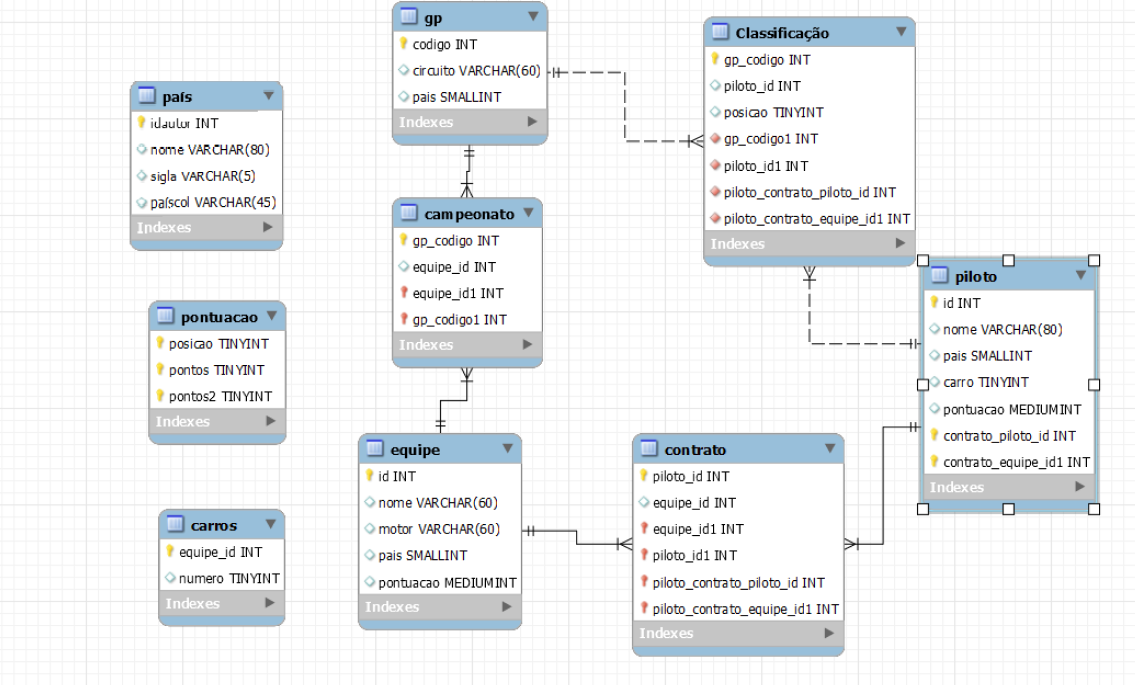 gp
codigo INT
circuito VARCHAR(60)
pais SMALLINT
Indexes
Classificação
gp_codigo INT
piloto_id INT
posicao TINYINT
gp_codigo1 INT
piloto_id1 INT
piloto_contrato_piloto_id INT
piloto_contrato_equipe_id1 INT
Indexes
país
idautor INT
nome VARCHAR(80)
sigla VARCHAR(5)
paíscol VARCHAR(45)
Indexes
campeonato
gp_codigo INT
equipe_id INT
equipe_id1 INT
gp_codigo1 INT
Indexes
piloto
id INT
nome VARCHAR(80)
pais SMALLINT
carro TINYINT
pontuacao MEDIUMINT
contrato_piloto_id INT
contrato_equipe_id1 INT
Indexes
pontuacao
posicao TINYINT
pontos TINYINT
pontos2 TINYINT
Indexes
equipe
id INT
nome VARCHAR(60)
motor VARCHAR(60)
pais SMALLINT
pontuacao MEDIUMINT
Indexes
contrato
piloto_id INT
equipe_id INT
equipe_id1 INT
piloto_id1 INT
piloto_contrato_piloto_id INT
piloto_contrato_equipe_id1 INT
Indexes
carros
equipe_id INT
numero TINYINT
Indexes